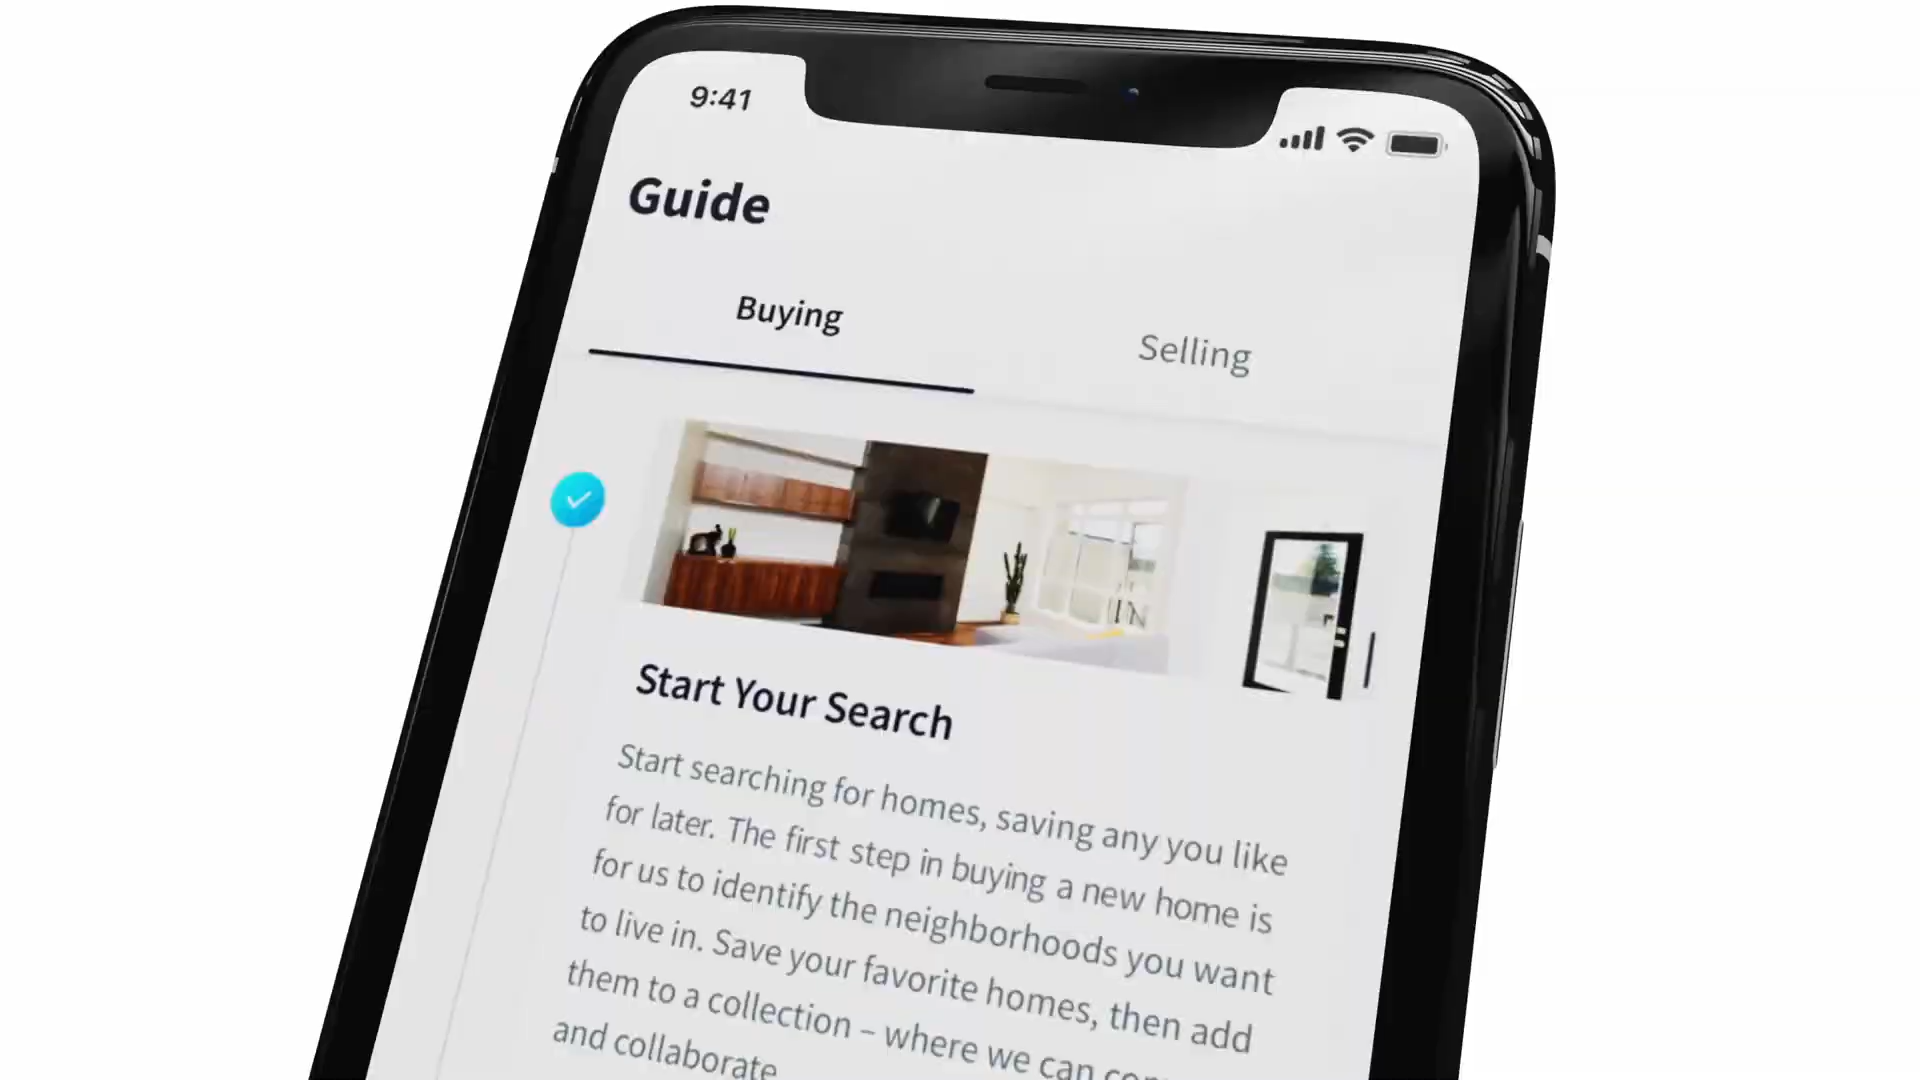 9:41
Guide
Buying
Selling
Start Your Search
Start searching for homes, saving any you like
for later. The first step in buying a new home is
for us to identify the neighborhoods you want
to live in. Save your favorite homes, then add
them to a collection – where we can
and collaborate